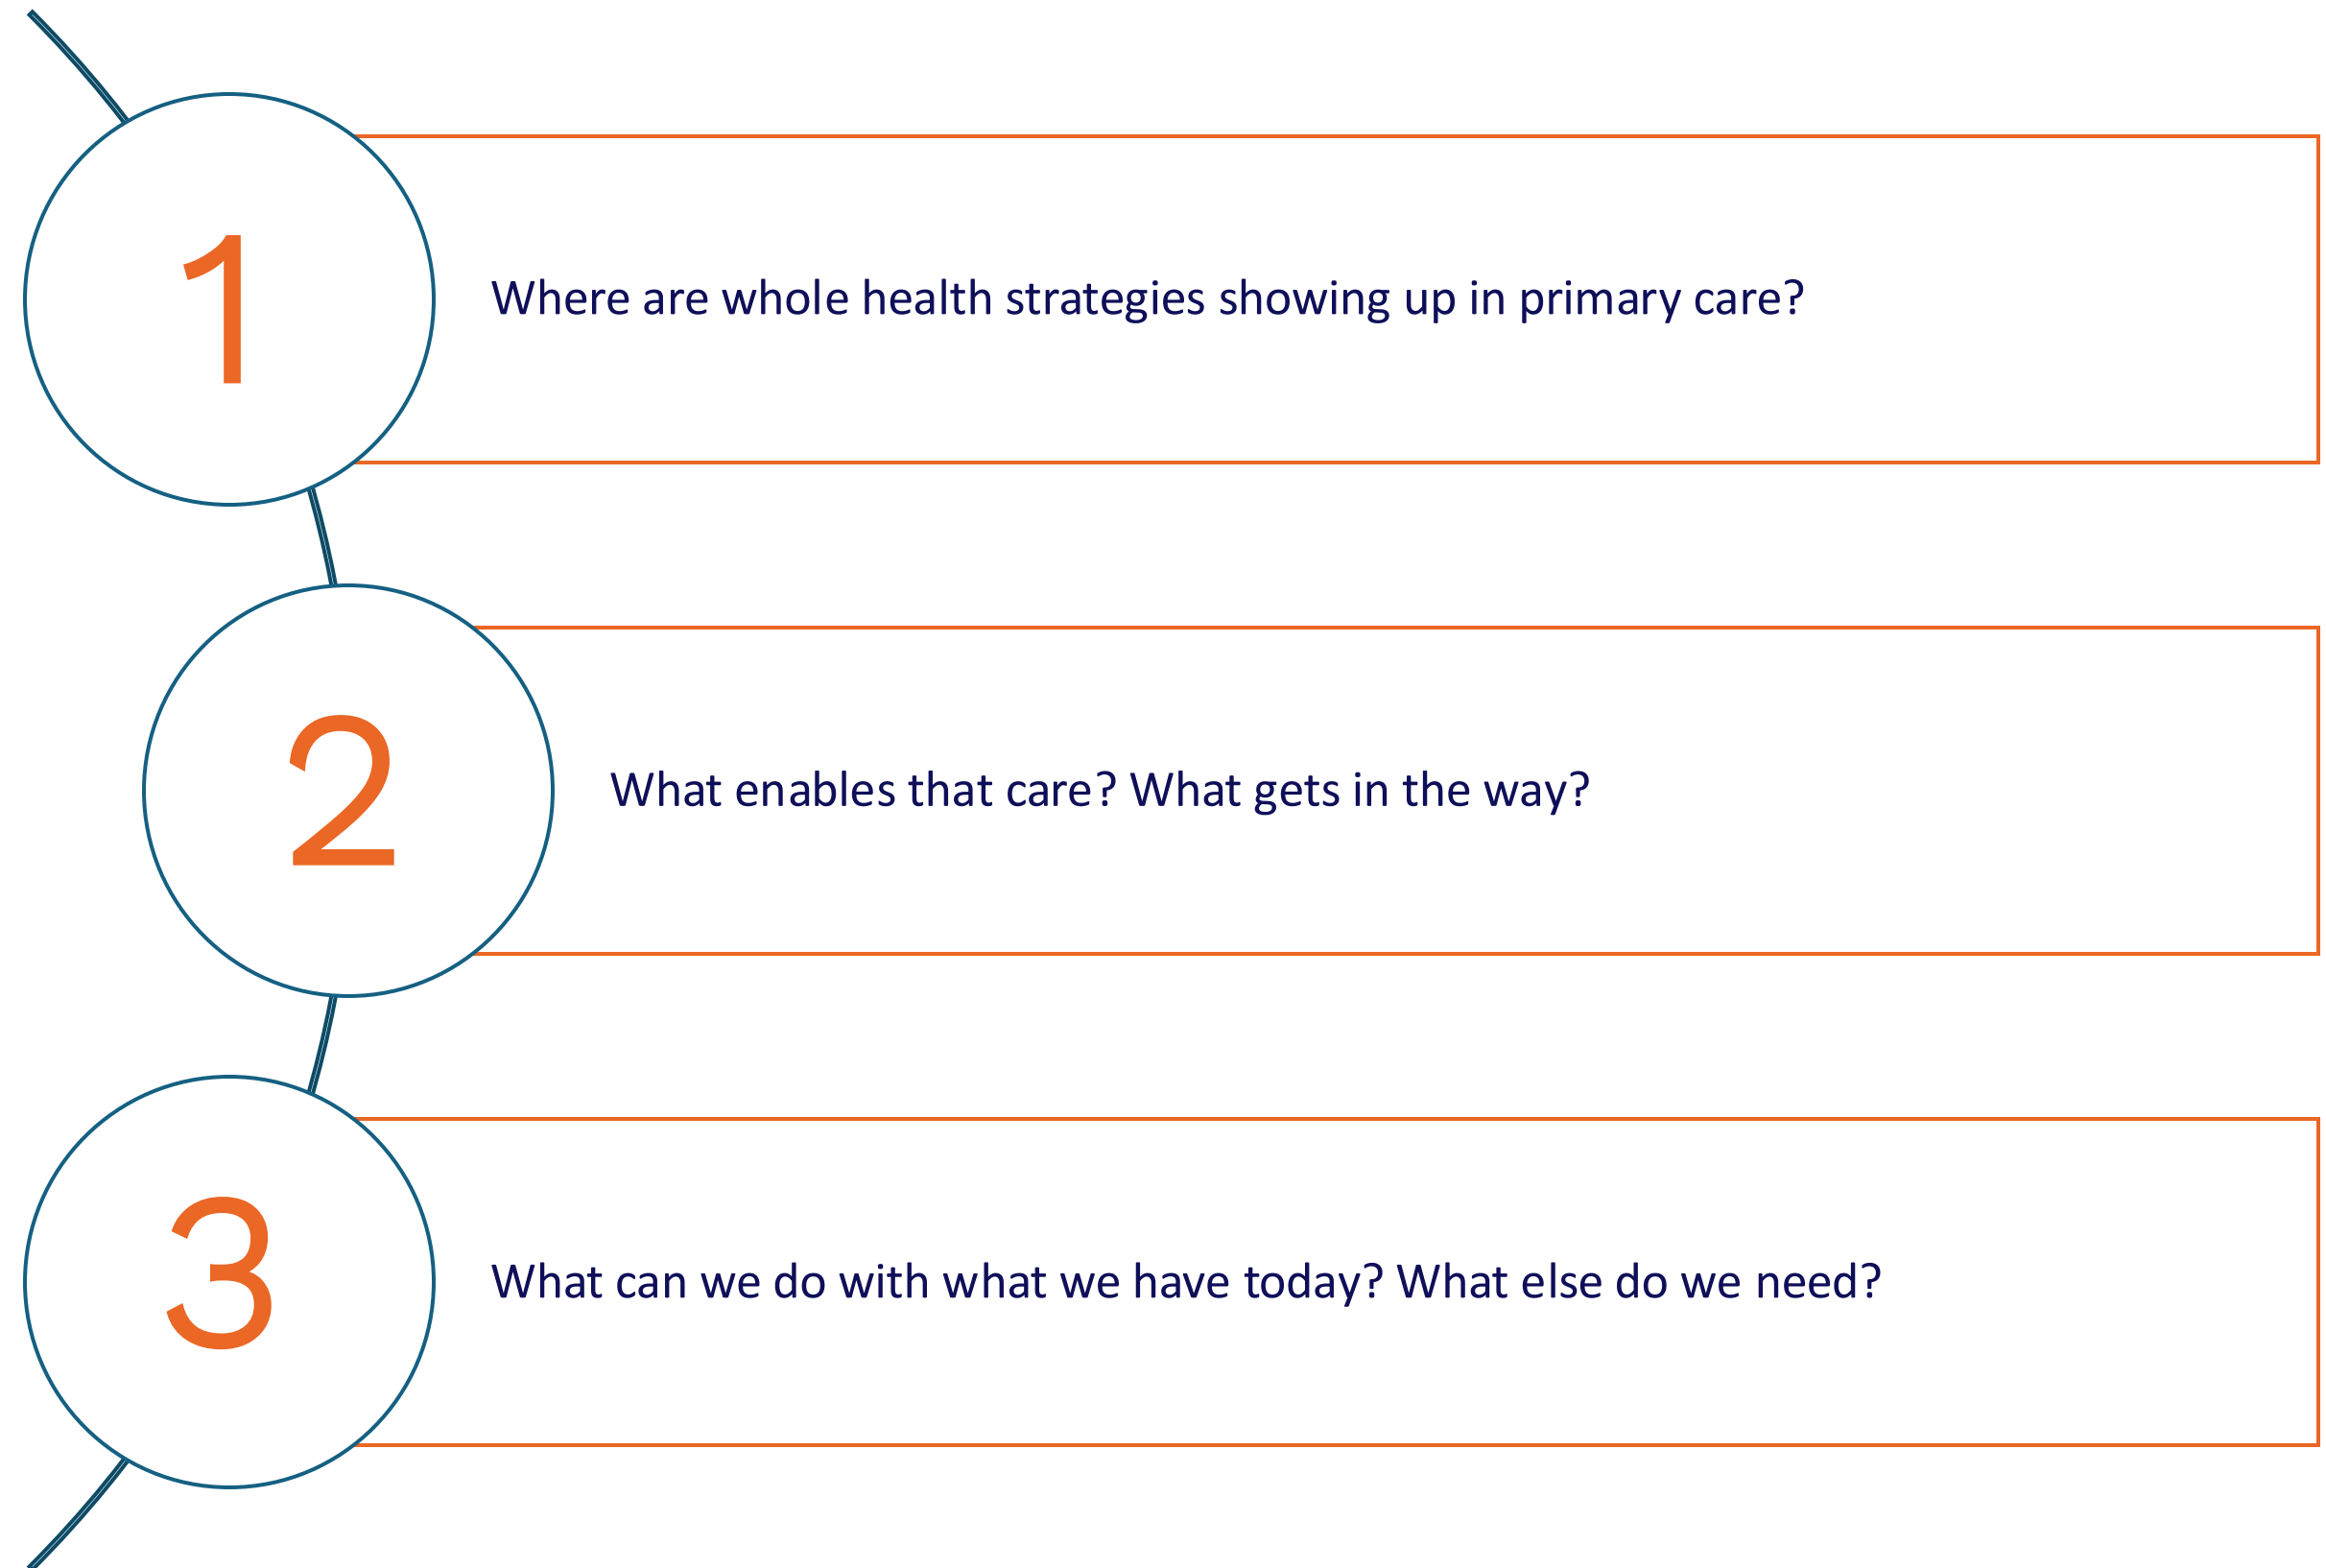 1
Where are whole health strategies showing up in primary care?
2
What enables that care? What gets in the way?
3
What can we do with what we have today? What else do we need?